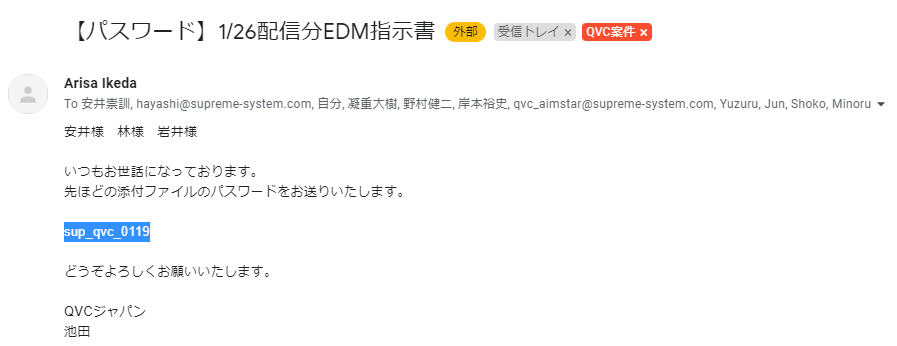 【パスワード】1/26配信分EDM指示書 外部 受信トレイ × QVC案件 ×
Arisa Ikeda
To 安井崇訓, hayashi@supreme-system.com, 自分, 凝重大樹, 野村健二, 岸本裕史, qvc_aimstar@supreme-system.com, Yuzuru, Jun, Shoko, Minoru
安井様　林様　岩井様
いつもお世話になっております。
先ほどの添付ファイルのパスワードをお送りいたします。
sup_qvc_0119
どうぞよろしくお願いいたします。
QVCジャパン
池田